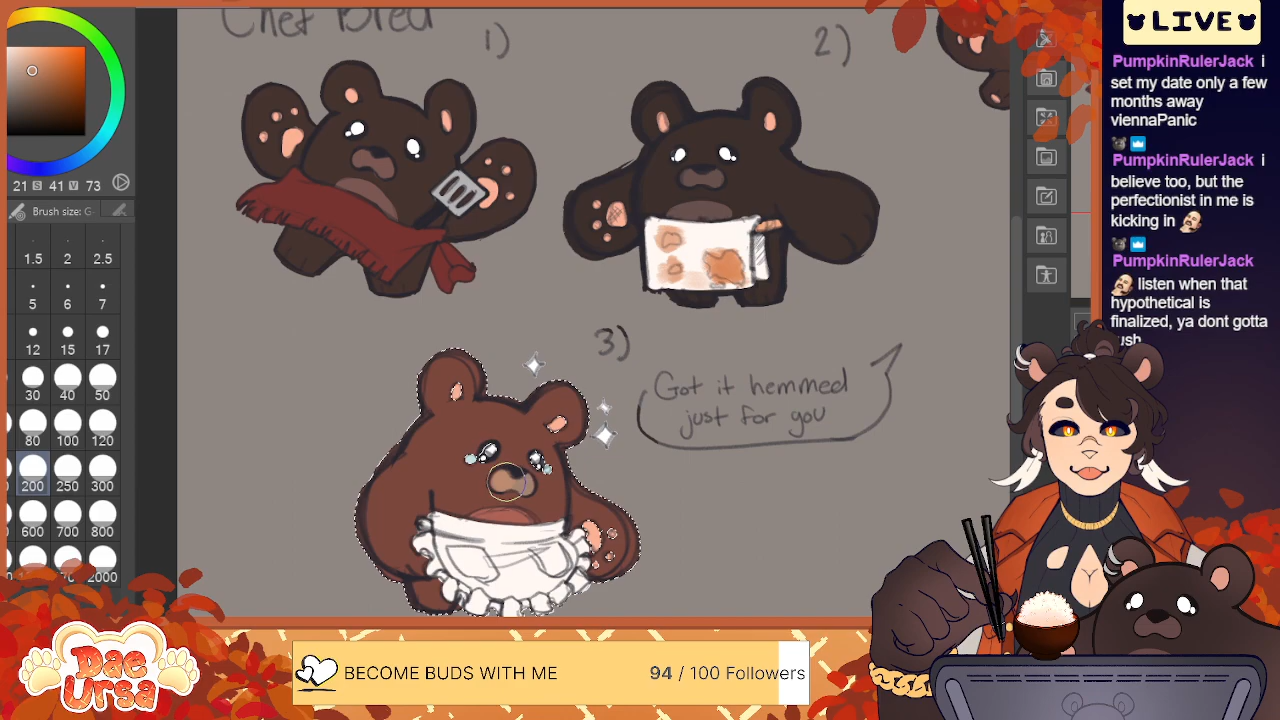 LIVE
PumpkinRulerJack i
set my date only a few
months away
viennaPanic
PumpkinRulerJack i
believe too, but the
perfectionist in me is
kicking in
PumpkinRulerJack
listen when that
hypothetical is
finalized, ya dont gotta
1)
2)
21 S 41 V 73
Brush size:
1.5 2 2.5
5 6 7
12 15 17
30 40 50
80 100 120
200 250 300
600 700 800
2000
3)
Got it hemmed
just for you
Dae
Ursa
BECOME BUDS WITH ME
94 / 100 Followers